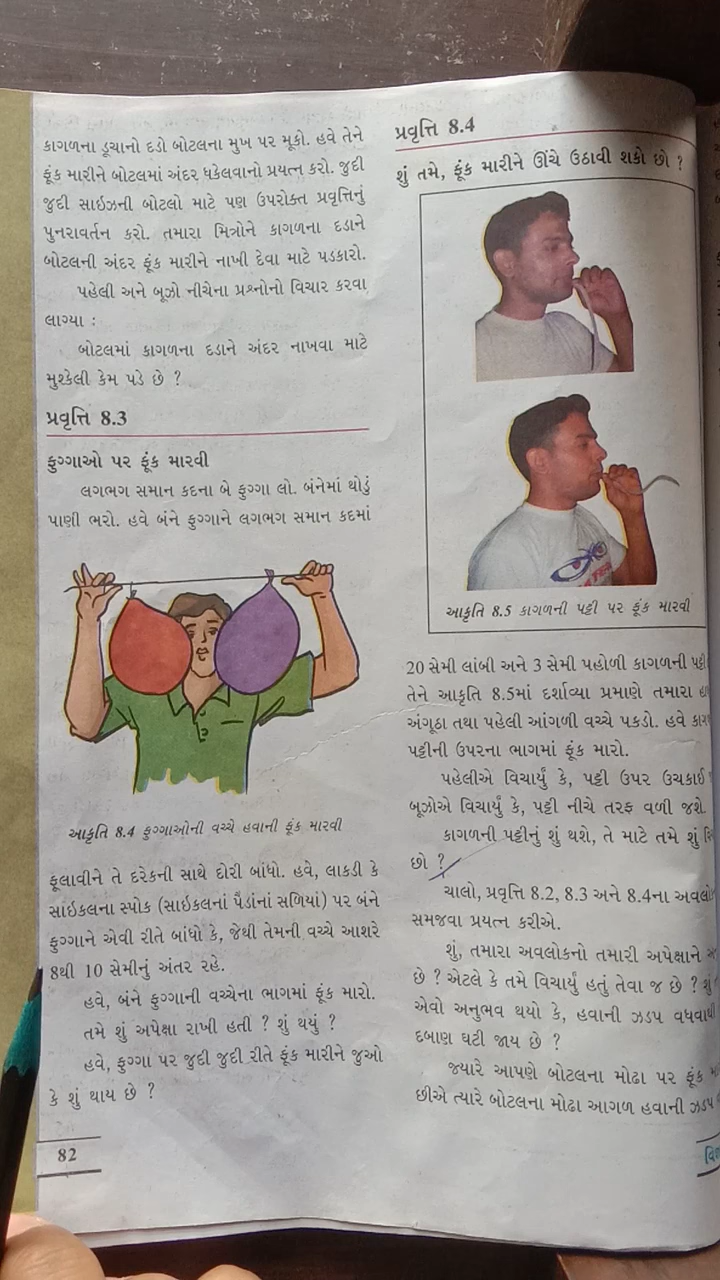 કાગળના ડૂચાનો દડો બોટલના મુખ પર મૂકો. હવે તેને
ફૂંક મારીને બોટલમાં અંદર ધકેલવાનો પ્રયત્ન કરો. જુદી
જુદી સાઇઝની બોટલો માટે પણ ઉપરોક્ત પ્રવૃત્તિનું
પુનરાવર્તન કરો. તમારા મિત્રોને કાગળના દડાને
બોટલની અંદર ફૂંક મારીને નાખી દેવા માટે પડકારો.
પહેલી અને બૂઝો નીચેના પ્રશ્નોનો વિચાર કરવા
લાગ્યા :
બોટલમાં કાગળના દડાને અંદર નાખવા માટે
મુશ્કેલી કેમ પડે છે ?
પ્રવૃત્તિ 8.3
ફુગ્ગાઓ પર ફૂંક મારવી
લગભગ સમાન કદના બે ફુગ્ગા લો. બંનેમાં થોડું
પાણી ભરો. હવે બંને ફુગ્ગાને લગભગ સમાન કદમાં
આકૃતિ 8.4 ફુગ્ગાઓની વચ્ચે હવાની ફૂંક મારવી
ફૂલાવીને તે દરેકની સાથે દોરી બાંધો. હવે, લાકડી કે
સાઇકલના સ્પોક (સાઇકલનાં પૈડાંનાં સળિયાં) પર બંને
ફુગ્ગાને એવી રીતે બાંધો કે, જેથી તેમની વચ્ચે આશરે
8થી 10 સેમીનું અંતર રહે.
હવે, બંને ફુગ્ગાની વચ્ચેના ભાગમાં ફૂંક મારો.
તમે શું અપેક્ષા રાખી હતી ? શું થયું ?
હવે, ફુગ્ગા પર જુદી જુદી રીતે ફૂંક મારીને જુઓ
કે શું થાય છે ?
82
પ્રવૃત્તિ 8.4
શું તમે, ફૂંક મારીને ઊંચે ઉઠાવી શકો છો ?
આકૃતિ 8.5 કાગળની પટ્ટી પર ફૂંક મારવી
20 સેમી લાંબી અને 3 સેમી પહોળી કાગળની
તેને આકૃતિ 8.5માં દર્શાવ્યા પ્રમાણે તમારા
અંગૂઠા તથા પહેલી આંગળી વચ્ચે પકડો. હવે
પટ્ટીની ઉપરના ભાગમાં ફૂંક મારો.
પહેલીએ વિચાર્યું કે, પટ્ટી ઉપર ઉચકાઈ
બૂઝોએ વિચાર્યું કે, પટ્ટી નીચે તરફ વળી જશે.
કાગળની પટ્ટીનું શું થશે, તે માટે તમે શું
છો ?
ચાલો, પ્રવૃત્તિ 8.2, 8.3 અને 8.4ના
સમજવા પ્રયત્ન કરીએ.
શું, તમારા અવલોકનો તમારી અપેક્ષાને
છે ? એટલે કે તમે વિચાર્યું હતું તેવા જ છે ? શું
એવો અનુભવ થયો કે, હવાની ઝડપ વધવાથી
દબાણ ઘટી જાય છે ?
જ્યારે આપણે બોટલના મોઢા પર ફૂંક
છીએ ત્યારે બોટલના મોઢા આગળ હવાની ઝડપ